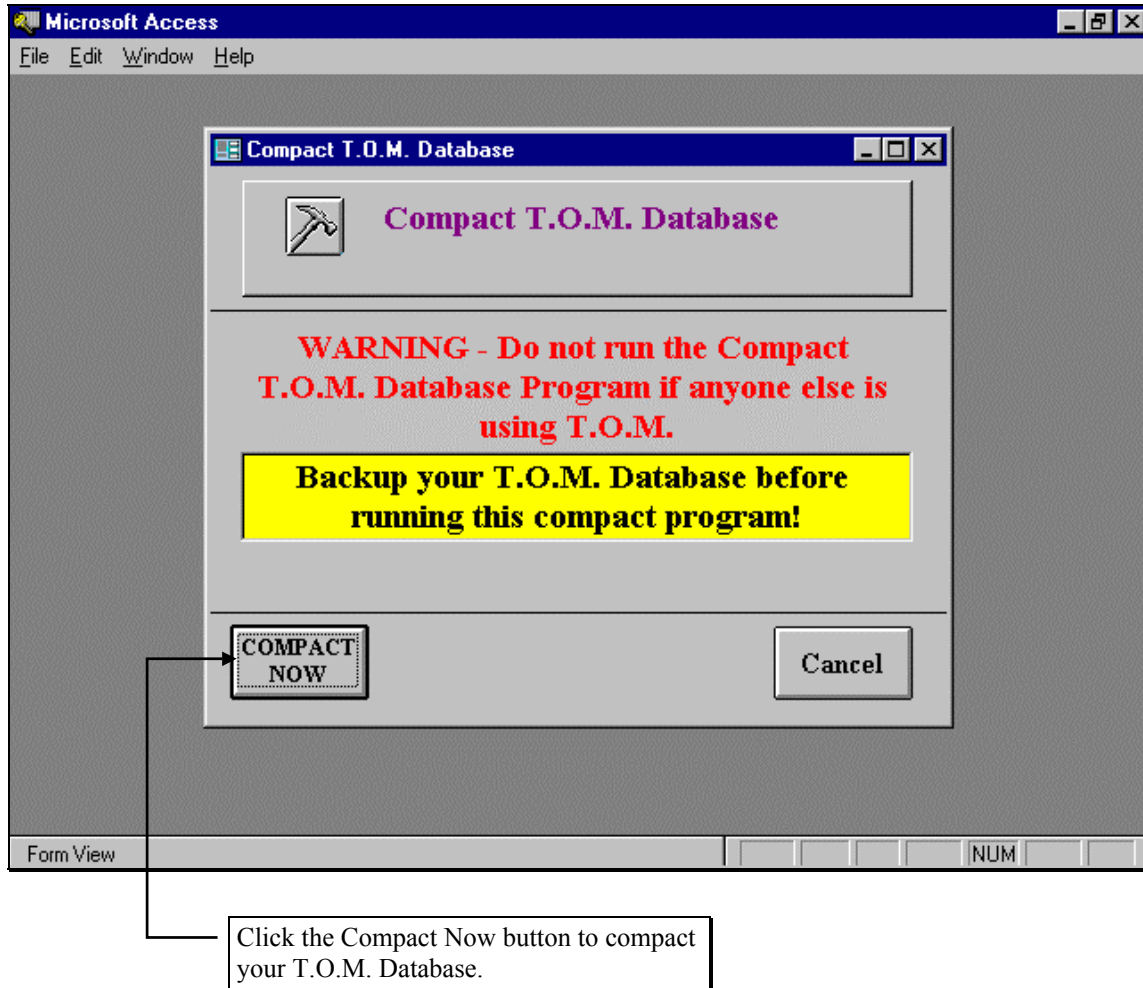 Microsoft Access
File Edit Window Help
Compact T.O.M. Database
Compact T.O.M. Database
WARNING - Do not run the Compact
T.O.M. Database Program if anyone else is
using T.O.M.
Backup your T.O.M. Database before
running this compact program!
COMPACT
NOW
Cancel
Form View
NUM
Click the Compact Now button to compact
your T.O.M. Database.